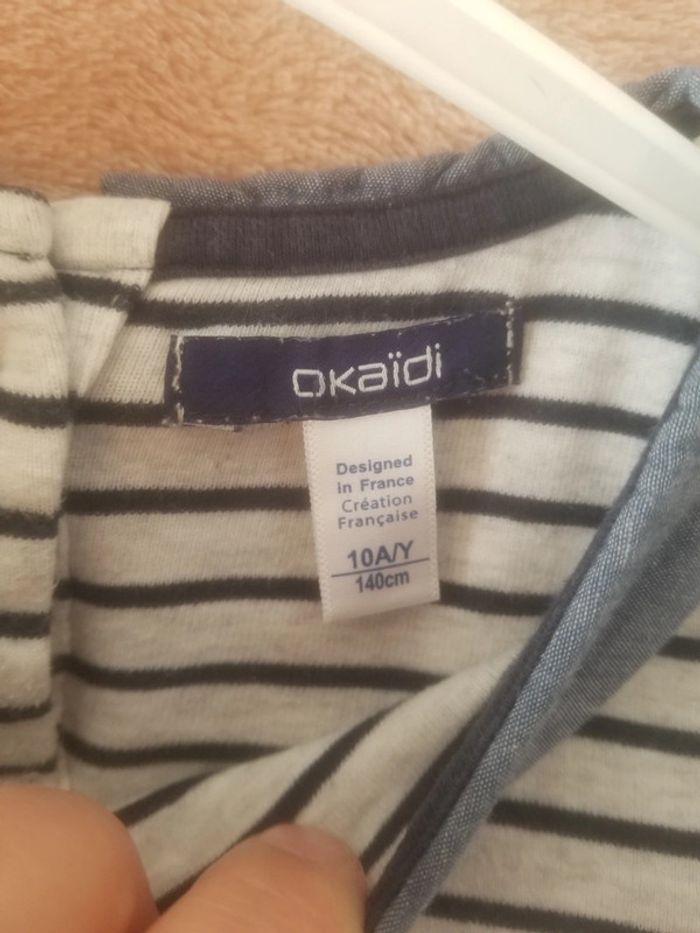 Okaïdi
Designed
in France
Création
Française
10A/Y
140cm